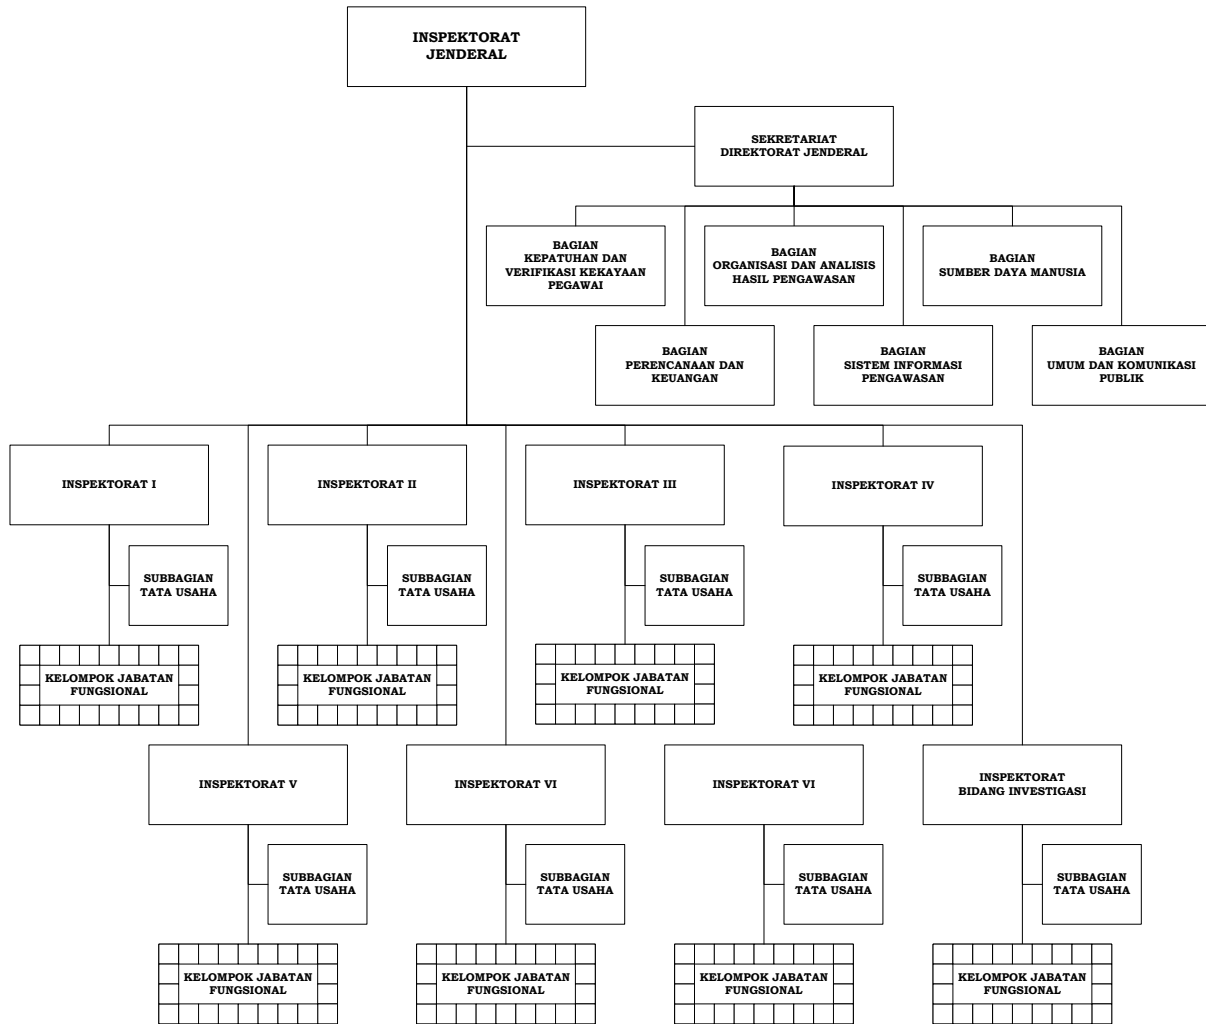 INSPEKTORAT
JENDERAL
SEKRETARIAT
DIREKTORAT JENDERAL
BAGIAN
KEPATUHAN DAN
VERIFIKASI KEKAYAAN
PEGAWAI
BAGIAN
ORGANISASI DAN ANALISIS
HASIL PENGAWASAN
BAGIAN
SUMBER DAYA MANUSIA
BAGIAN
PERENCANAAN DAN
KEUANGAN
BAGIAN
SISTEM INFORMASI
PENGAWASAN
BAGIAN
UMUM DAN KOMUNIKASI
PUBLIK
INSPEKTORAT I
INSPEKTORAT II
INSPEKTORAT III
INSPEKTORAT IV
SUBBAGIAN
TATA USAHA
SUBBAGIAN
TATA USAHA
SUBBAGIAN
TATA USAHA
SUBBAGIAN
TATA USAHA
KELOMPOK JABATAN
FUNGSIONAL
KELOMPOK JABATAN
FUNGSIONAL
KELOMPOK JABATAN
FUNGSIONAL
KELOMPOK JABATAN
FUNGSIONAL
INSPEKTORAT V
INSPEKTORAT VI
INSPEKTORAT VI
INSPEKTORAT
BIDANG INVESTIGASI
SUBBAGIAN
TATA USAHA
SUBBAGIAN
TATA USAHA
SUBBAGIAN
TATA USAHA
SUBBAGIAN
TATA USAHA
KELOMPOK JABATAN
FUNGSIONAL
KELOMPOK JABATAN
FUNGSIONAL
KELOMPOK JABATAN
FUNGSIONAL
KELOMPOK JABATAN
FUNGSIONAL